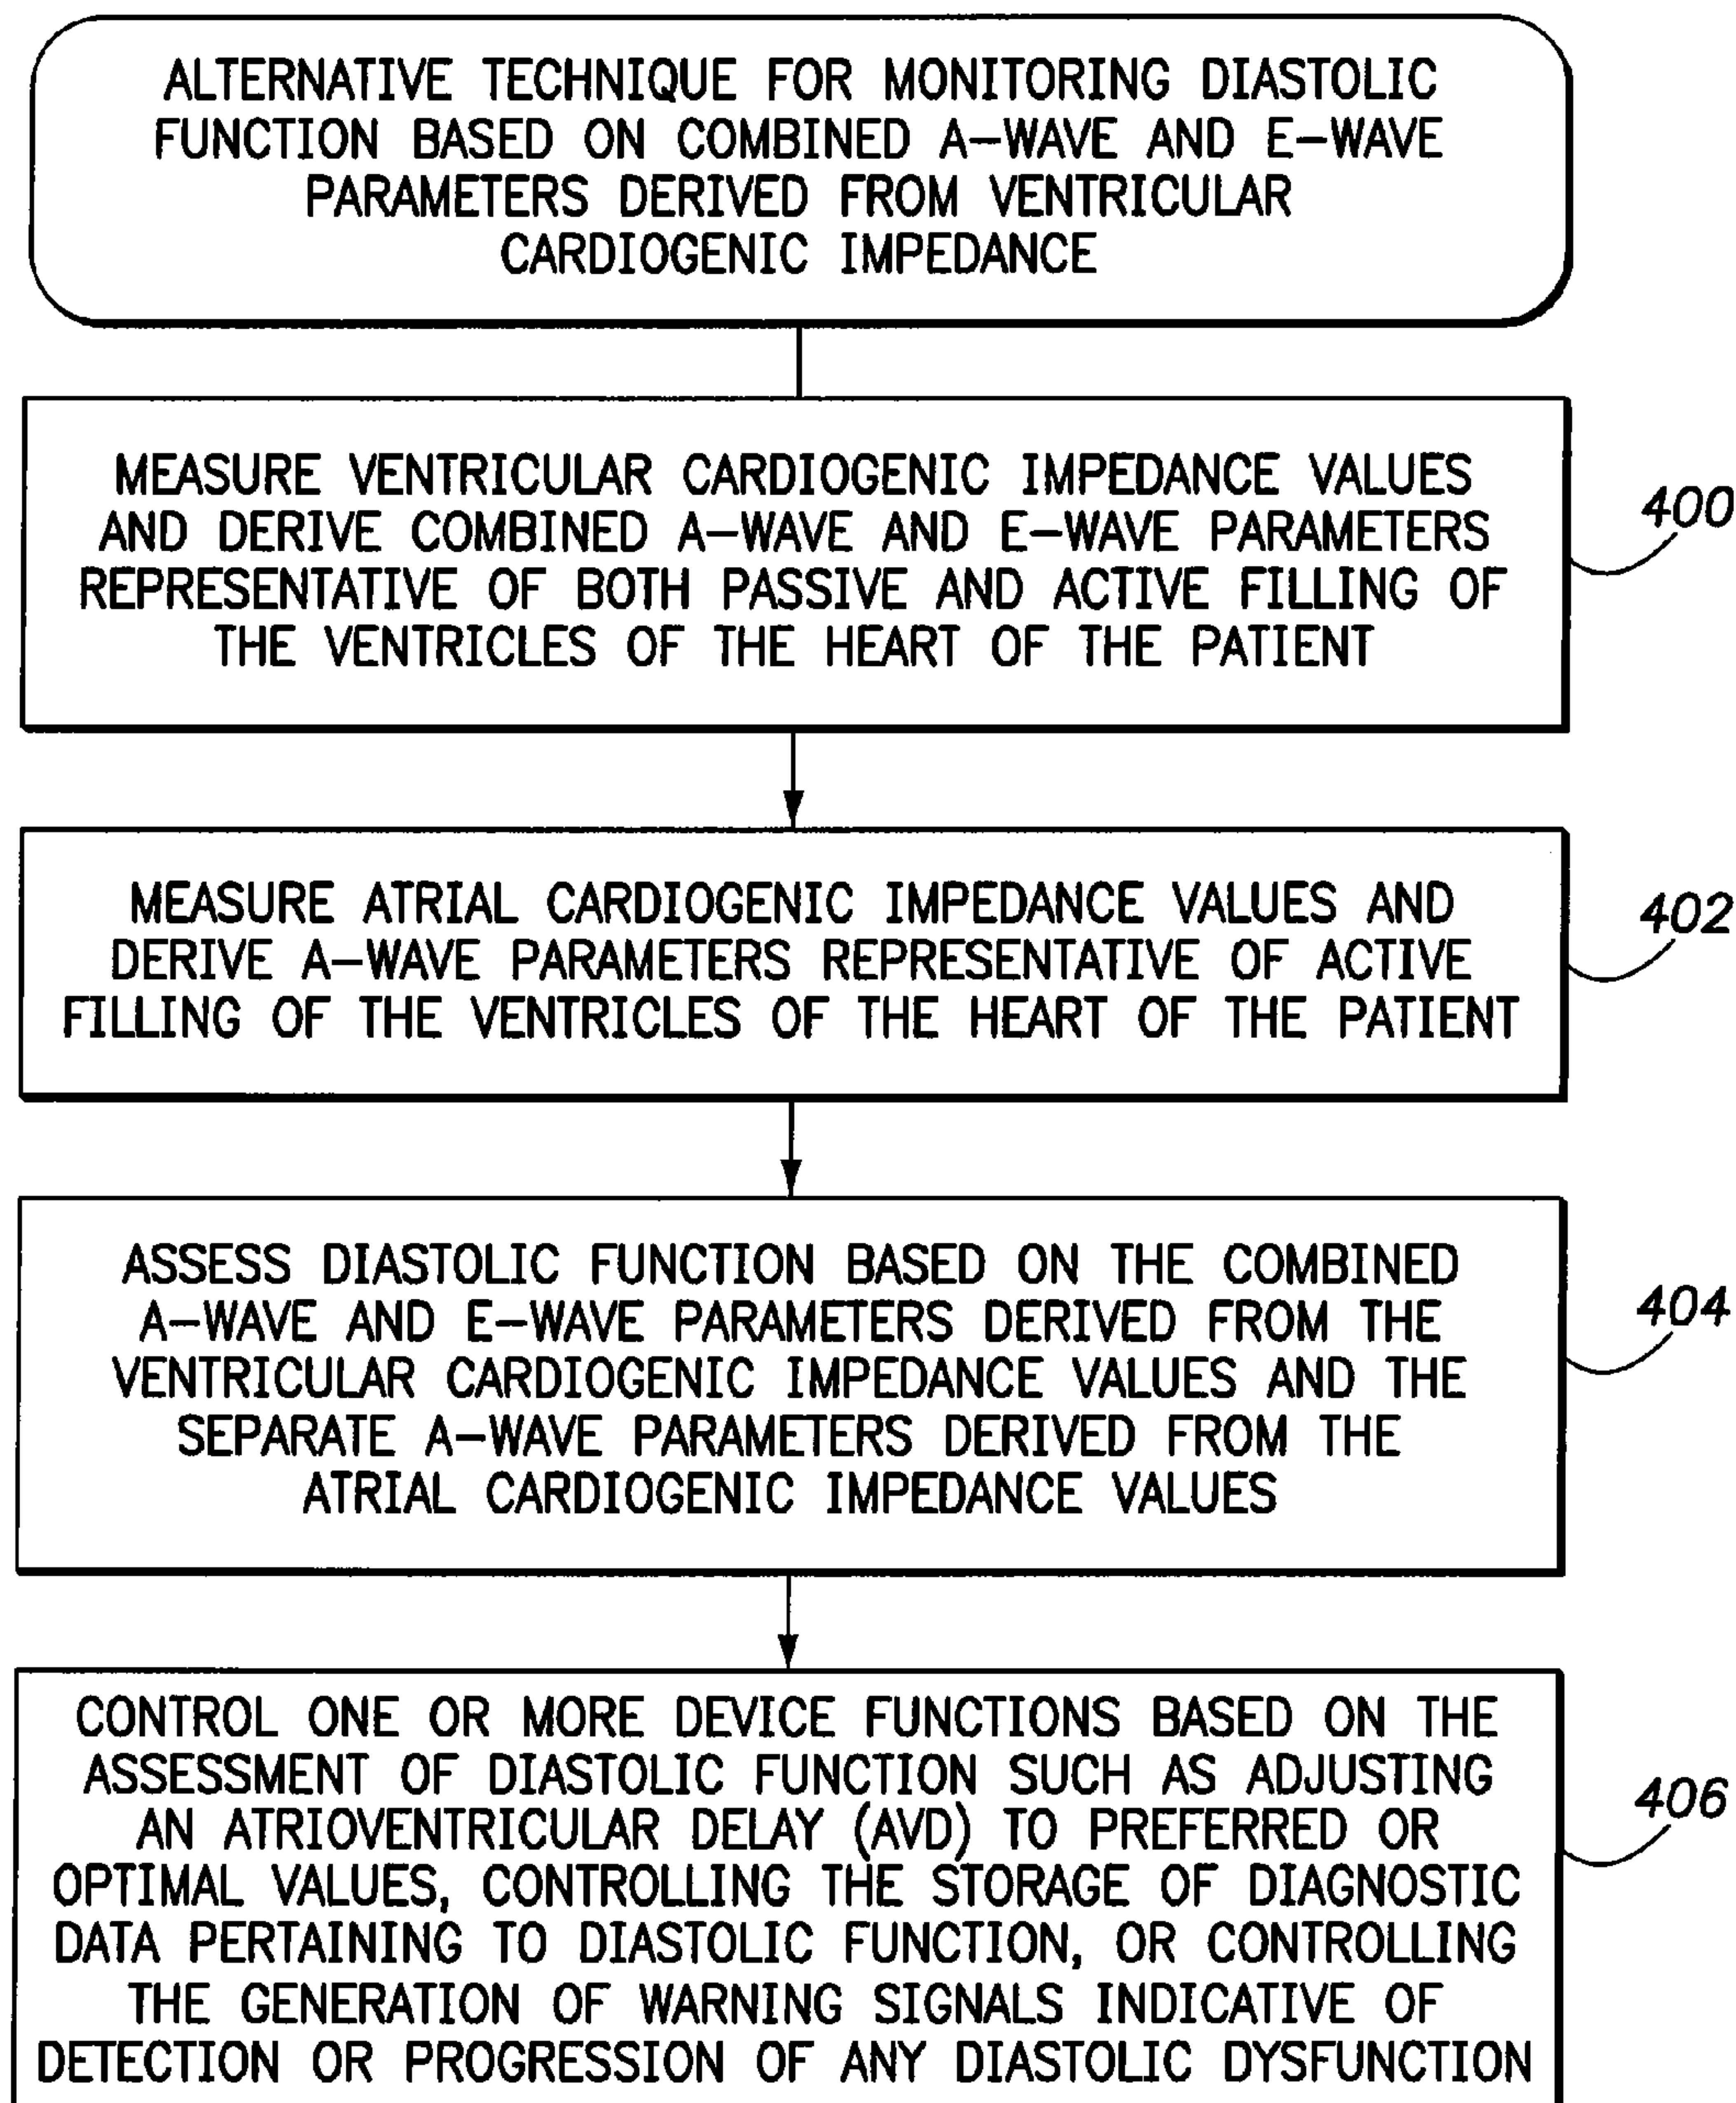 ALTERNATIVE TECHNIQUE FOR MONITORING DIASTOLIC
FUNCTION BASED ON COMBINED A-WAVE AND E-WAVE
PARAMETERS DERIVED FROM VENTRICULAR
CARDIOGENIC IMPEDANCE
MEASURE VENTRICULAR CARDIOGENIC IMPEDANCE VALUES
AND DERIVE COMBINED A-WAVE AND E-WAVE PARAMETERS
REPRESENTATIVE OF BOTH PASSIVE AND ACTIVE FILLING OF
THE VENTRICLES OF THE HEART OF THE PATIENT
400
MEASURE ATRIAL CARDIOGENIC IMPEDANCE VALUES AND
DERIVE A-WAVE PARAMETERS REPRESENTATIVE OF ACTIVE
FILLING OF THE VENTRICLES OF THE HEART OF THE PATIENT
402
ASSESS DIASTOLIC FUNCTION BASED ON THE COMBINED
A-WAVE AND E-WAVE PARAMETERS DERIVED FROM THE
VENTRICULAR CARDIOGENIC IMPEDANCE VALUES AND THE
SEPARATE A-WAVE PARAMETERS DERIVED FROM THE
ATRIAL CARDIOGENIC IMPEDANCE VALUES
404
CONTROL ONE OR MORE DEVICE FUNCTIONS BASED ON THE
ASSESSMENT OF DIASTOLIC FUNCTION SUCH AS ADJUSTING
AN ATRIOVENTRICULAR DELAY (AVD) TO PREFERRED OR
OPTIMAL VALUES, CONTROLLING THE STORAGE OF DIAGNOSTIC
DATA PERTAINING TO DIASTOLIC FUNCTION, OR CONTROLLING
THE GENERATION OF WARNING SIGNALS INDICATIVE OF
DETECTION OR PROGRESSION OF ANY DIASTOLIC DYSFUNCTION
406